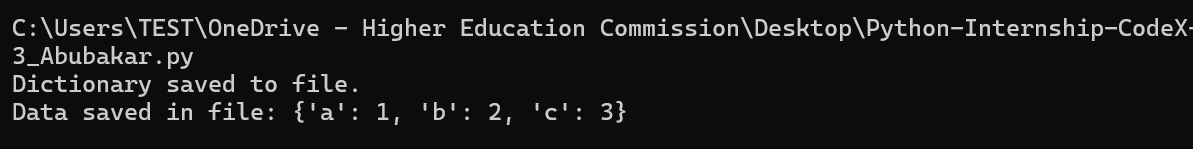 C:\Users\TEST\OneDrive - Higher Education Commission\Desktop\Python-Internship-CodeX-
3_Abubakar.py
Dictionary saved to file.
Data saved in file: {'a': 1, 'b': 2, 'c': 3}